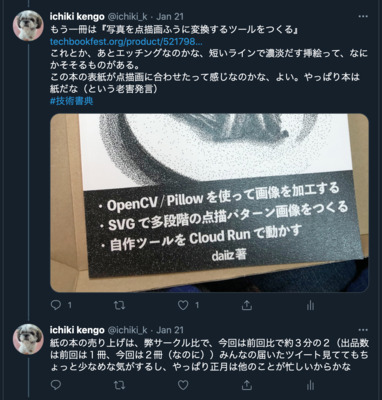 ichiki kengo @ichiki_k · Jan 21
もう一冊は『写真を点描画ふうに変換するツールをつくる』
techbookfest.org/product/521798...
これとか、あとエッチングなのかな、短いラインで濃淡だす挿絵って、なに
かそそるものがある。
この本の表紙が点描画に合わせたって感じなのかな、よい。やっぱり本は
紙だな（という老害発言）
#技術書典
・OpenCV/Pillow を使って画像を加工する
・SVG で多段階の点描パターン画像をつくる
・自作ツールを Cloud Run で動かす
daiiz 著
1 1
ichiki kengo @ichiki_k · Jan 21
紙の本の売り上げは、弊サークル比で、今回は前回比で約３分の２（出品数
は前回は１冊、今回は２冊（なのに））みんなの届いたツイート見ててもち
ょっと少なめな気がするし、やっぱり正月は他のことが忙しいからかな